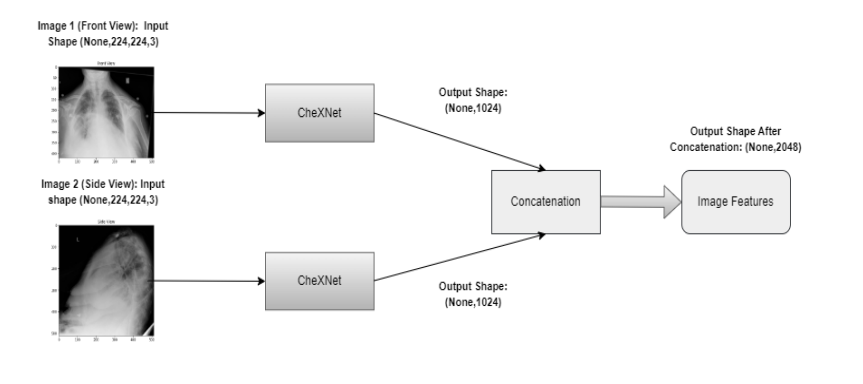 Image 1 (Front View): Input
Shape (None,224,224,3)
Front View
CheXNet
Output Shape:
(None,1024)
Output Shape After
Concatenation: (None,2048)
Image 2 (Side View): Input
shape (None,224,224,3)
Side View
Concatenation
Image Features
CheXNet
Output Shape:
(None,1024)